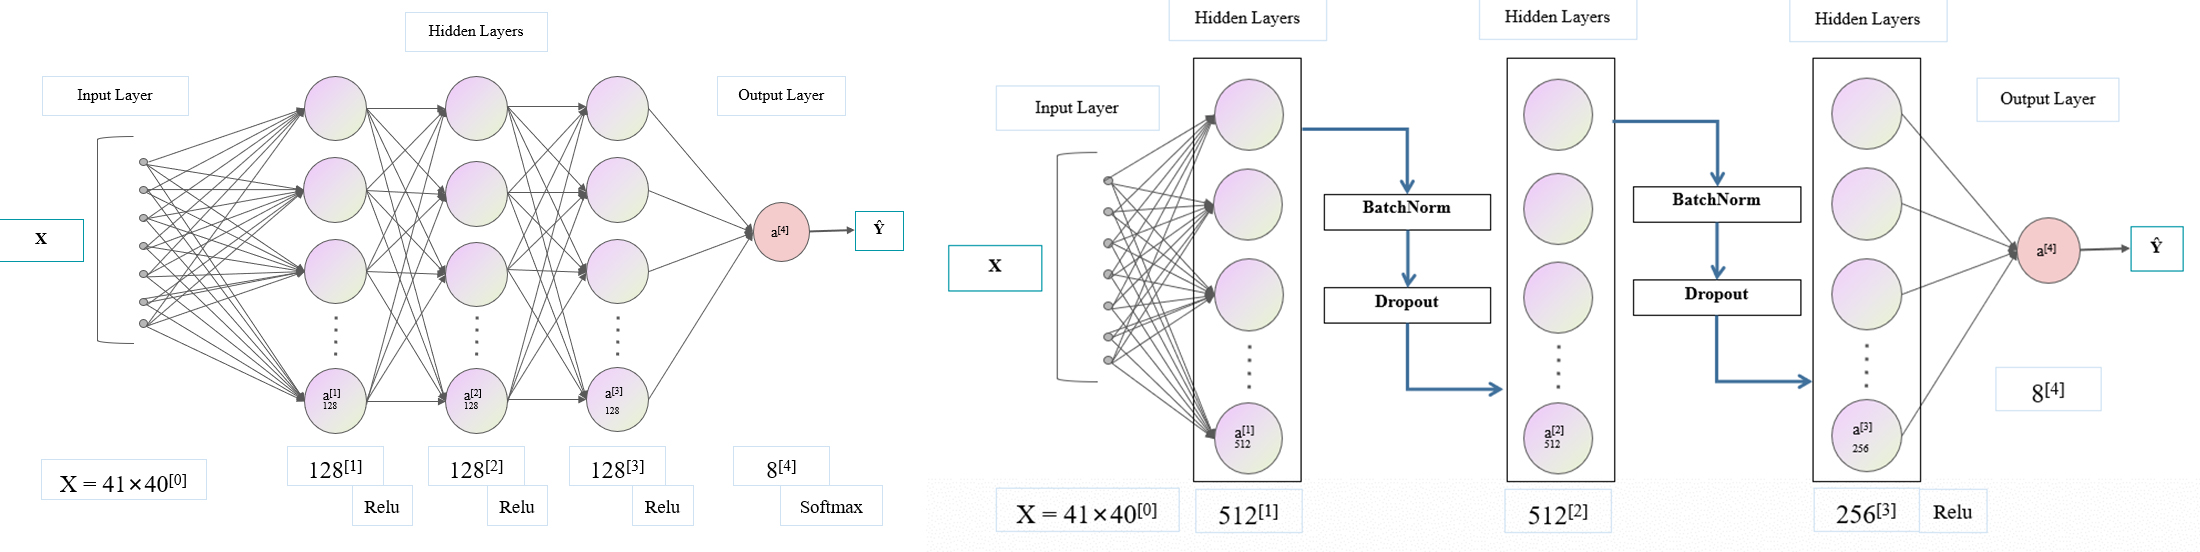 Hidden Layers
Input Layer
Output Layer
X
a[4]
Ŷ
a[1]
128
a[2]
128
a[3]
128
X = 41×40[0]
128[1]
Relu
128[2]
Relu
128[3]
Relu
8[4]
Softmax
Hidden Layers
Hidden Layers
Hidden Layers
Input Layer
Output Layer
X
BatchNorm
Dropout
BatchNorm
Dropout
a[4]
Ŷ
a[1]
512
a[2]
512
a[3]
256
8[4]
X = 41×40[0]
512[1]
512[2]
256[3]
Relu